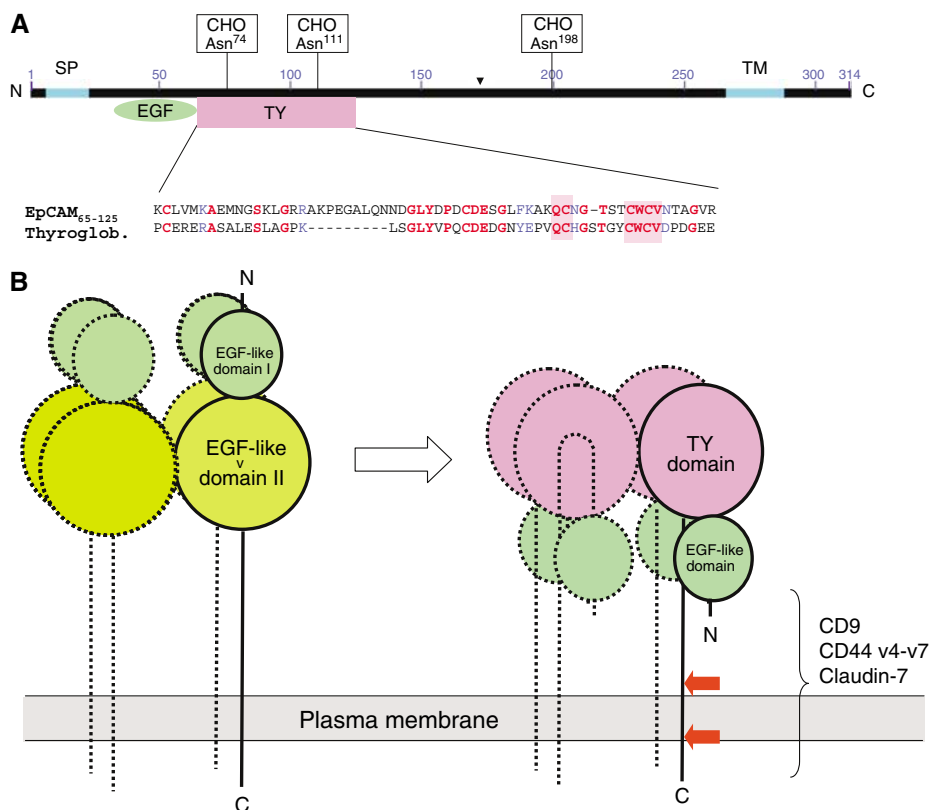 A
CHO
Asn74
CHO
Asn111
CHO
Asn198
SP
TM
1 50 100 150 200 250 300 314
N
C
EGF
TY
EpCAM65-125 KCLVMKAEMNGSKLGRRAKPEGALQNNDGLYDPDCDESGLFKAKQCNG-TSTCWCVNTAGVR
Thyroglob. PCERERASALESLAGPK---------LSGLYVPQCDEDGNYEPVQCHGSTGYCWCVDPDGEE
B
N
EGF-like
domain I
EGF-like
v
domain II
TY
domain
EGF-like
domain
N
CD9
CD44 v4-v7
Claudin-7
Plasma membrane
C
C